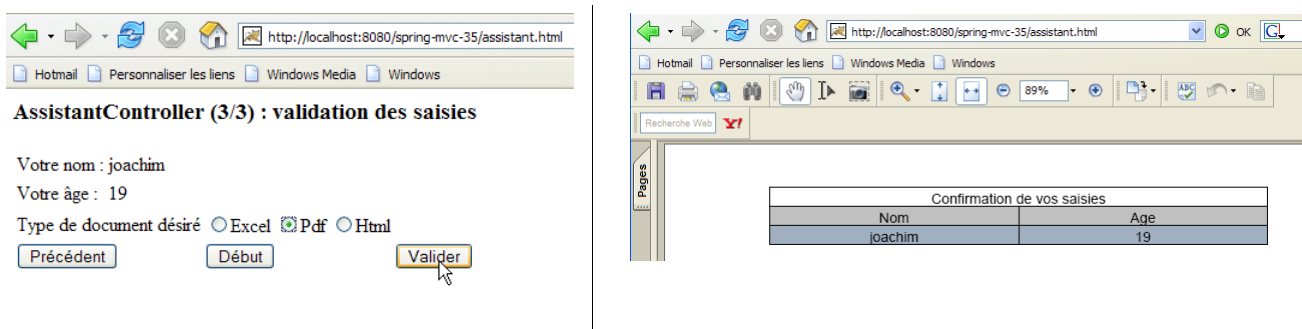 http://localhost:8080/spring-mvc-35/assistant.html
Hotmail Personnaliser les liens Windows Media Windows
AssistantController (3/3) : validation des saisies
Votre nom : joachim
Votre âge : 19
Type de document désiré Excel Pdf Html
Précédent Début Valider
http://localhost:8080/spring-mvc-35/assistant.html OK G
Hotmail Personnaliser les liens Windows Media Windows
89% ABC
Recherche Web Y!
Pages
Confirmation de vos saisies
Nom Age
joachim 19